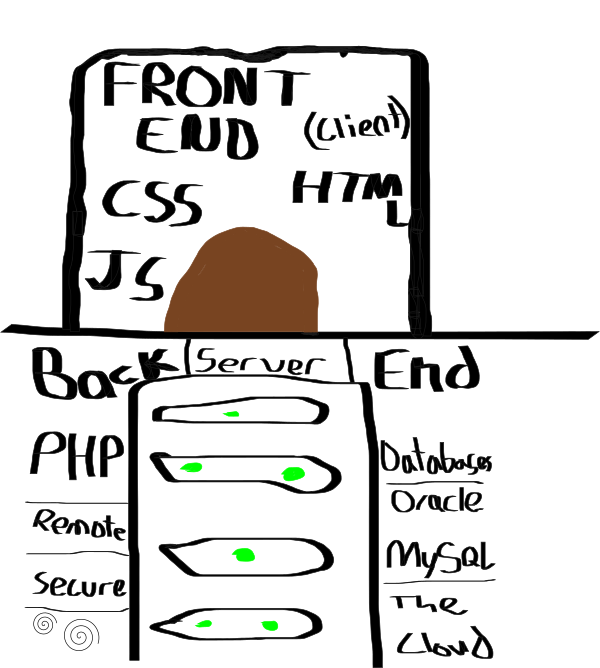 FRONT
END (Client)
CSS HTML
JS
Back Server End
PHP
Remote
Secure
Databases
Oracle
MySQL
The
Cloud